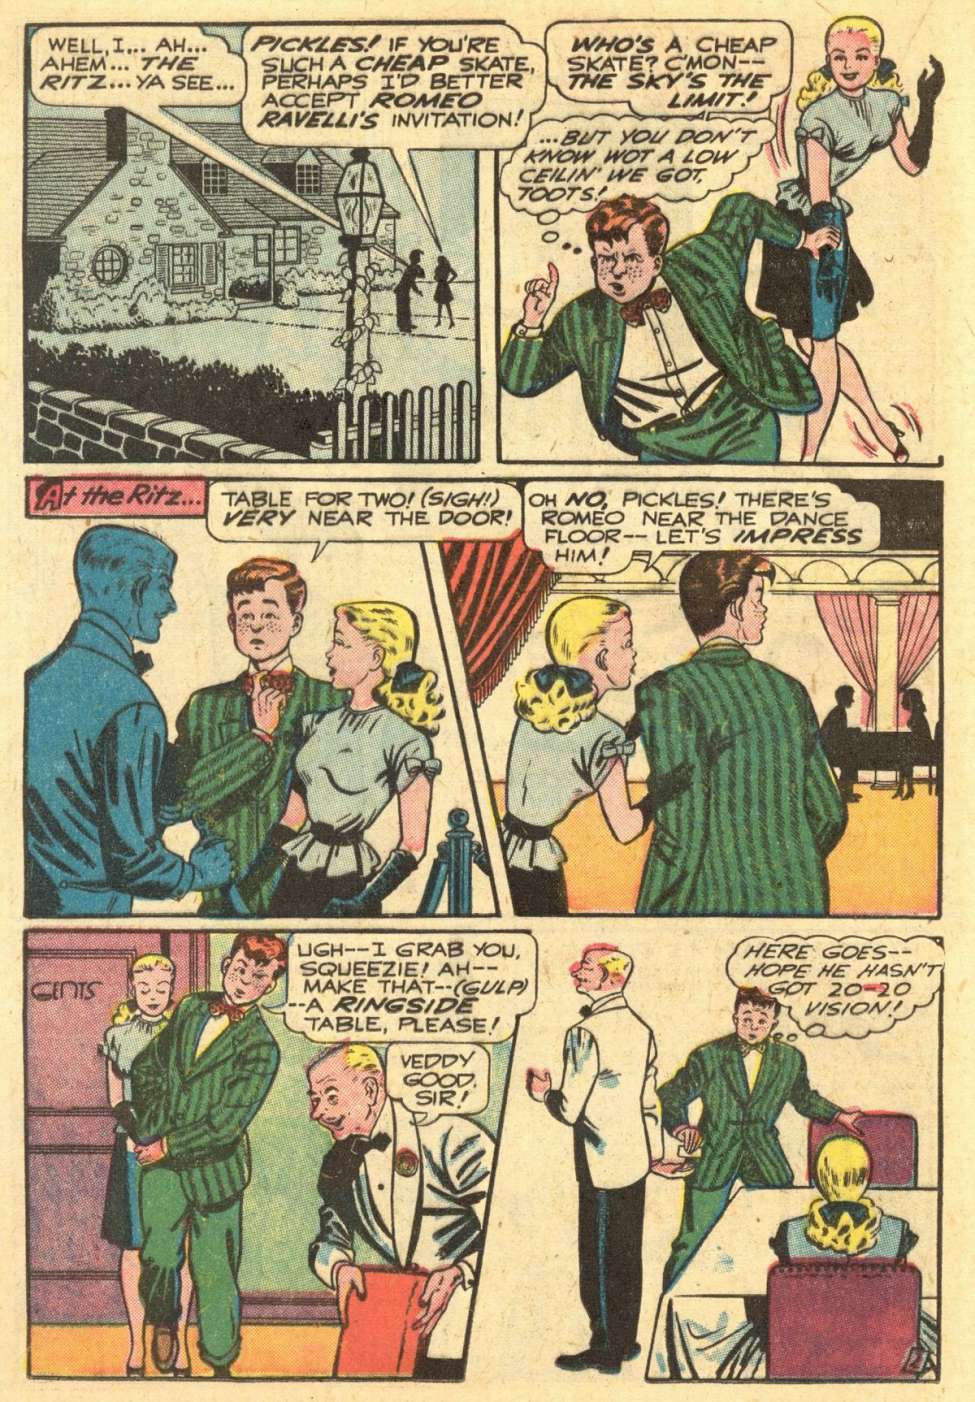 WELL, I... AH...
AHEM... THE
RITZ... YA SEE...
PICKLES! IF YOU'RE
SUCH A CHEAP SKATE,
PERHAPS I'D BETTER
ACCEPT ROMEO
RAVELLI'S INVITATION!
WHO'S A CHEAP
SKATE? C'MON--
THE SKY'S THE
LIMIT!
...BUT YOU DON'T
KNOW WOT A LOW
CEILIN' WE GOT,
TOOTS!
At the Ritz...
TABLE FOR TWO! (SIGH!)
VERY NEAR THE DOOR!
OH NO, PICKLES! THERE'S
ROMEO NEAR THE DANCE
FLOOR-- LET'S IMPRESS
HIM!
GENTS
UGH--I GRAB YOU,
SQUEEZIE! AH--
MAKE THAT--(GULP)
--A RINGSIDE
TABLE, PLEASE!
VEDDY
GOOD,
SIR!
HERE GOES--
HOPE HE HASN'T
GOT 20-20
VISION!
2